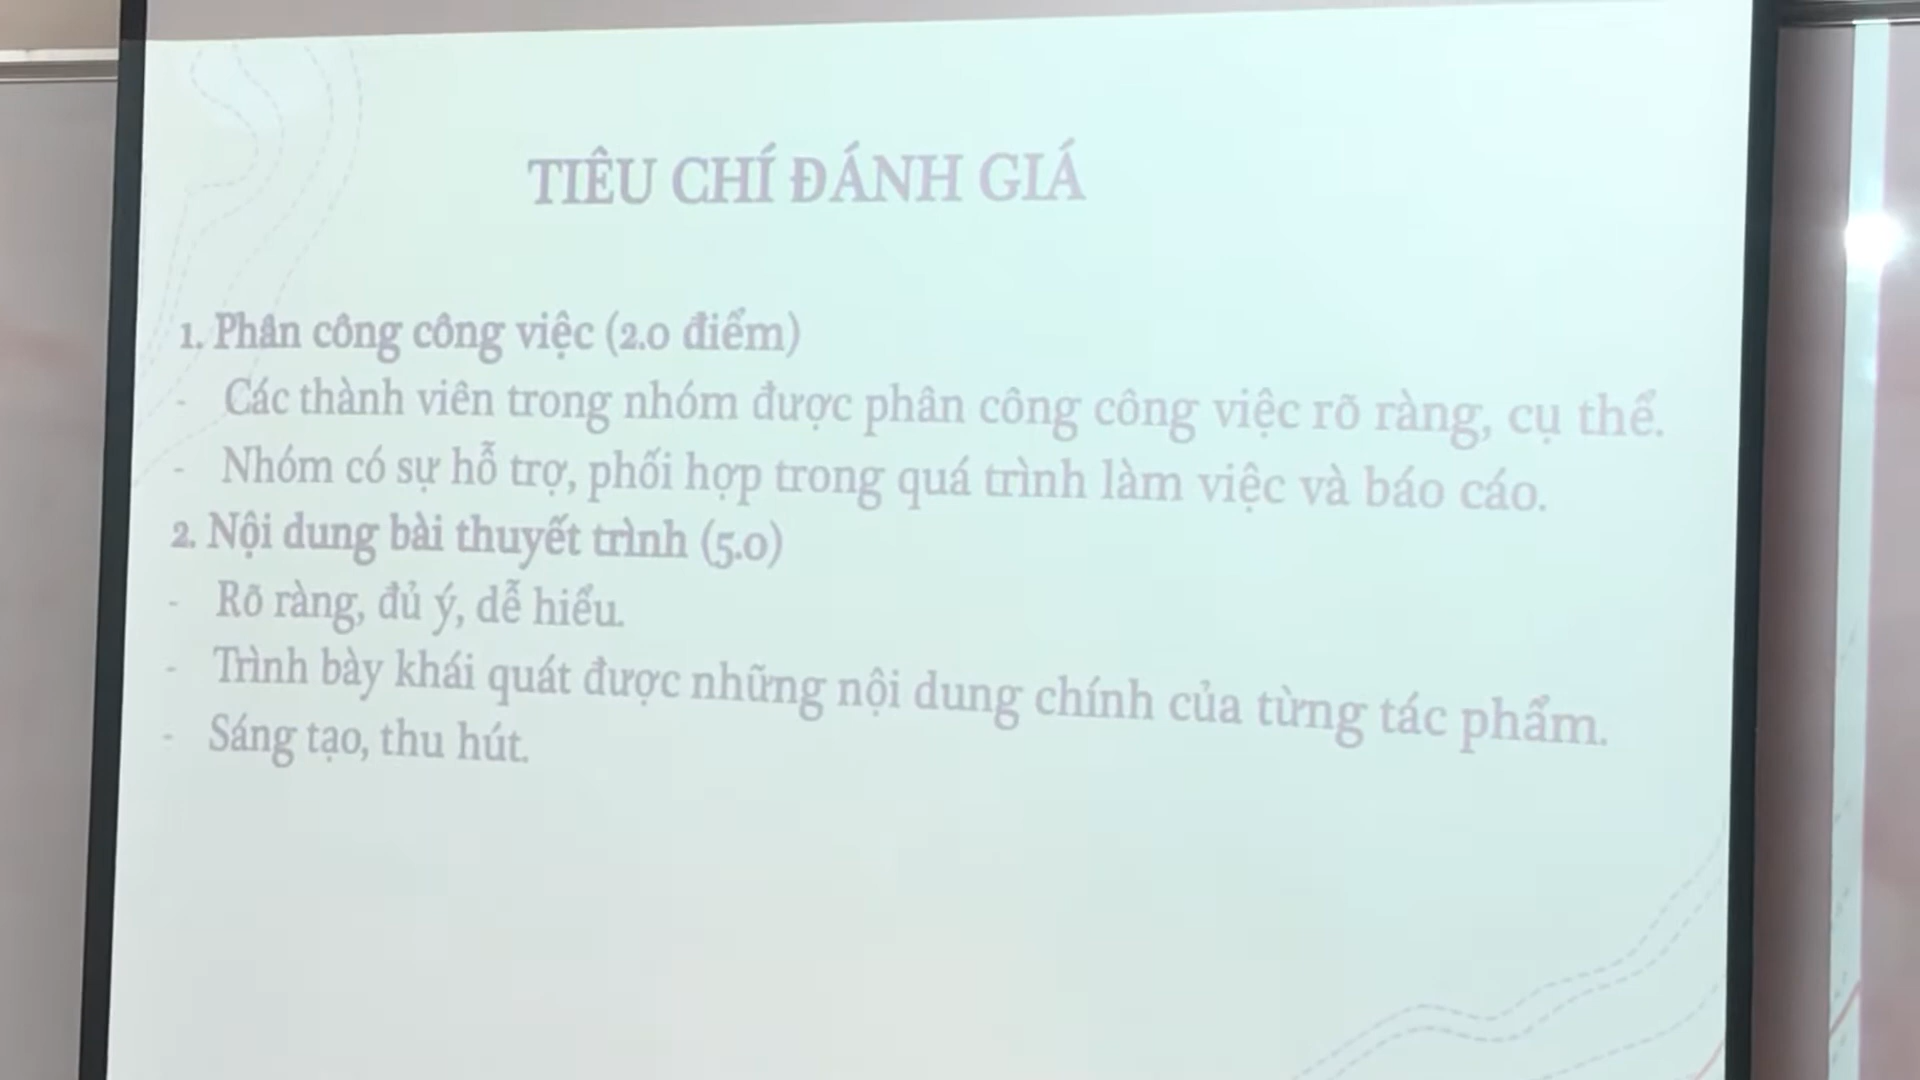 TIÊU CHÍ ĐÁNH GIÁ
1. Phân công công việc (2.0 điểm)
- Các thành viên trong nhóm được phân công công việc rõ ràng, cụ thể.
- Nhóm có sự hỗ trợ, phối hợp trong quá trình làm việc và báo cáo.
2. Nội dung bài thuyết trình (5.0)
- Rõ ràng, đủ ý, dễ hiểu.
- Trình bày khái quát được những nội dung chính của từng tác phẩm.
- Sáng tạo, thu hút.